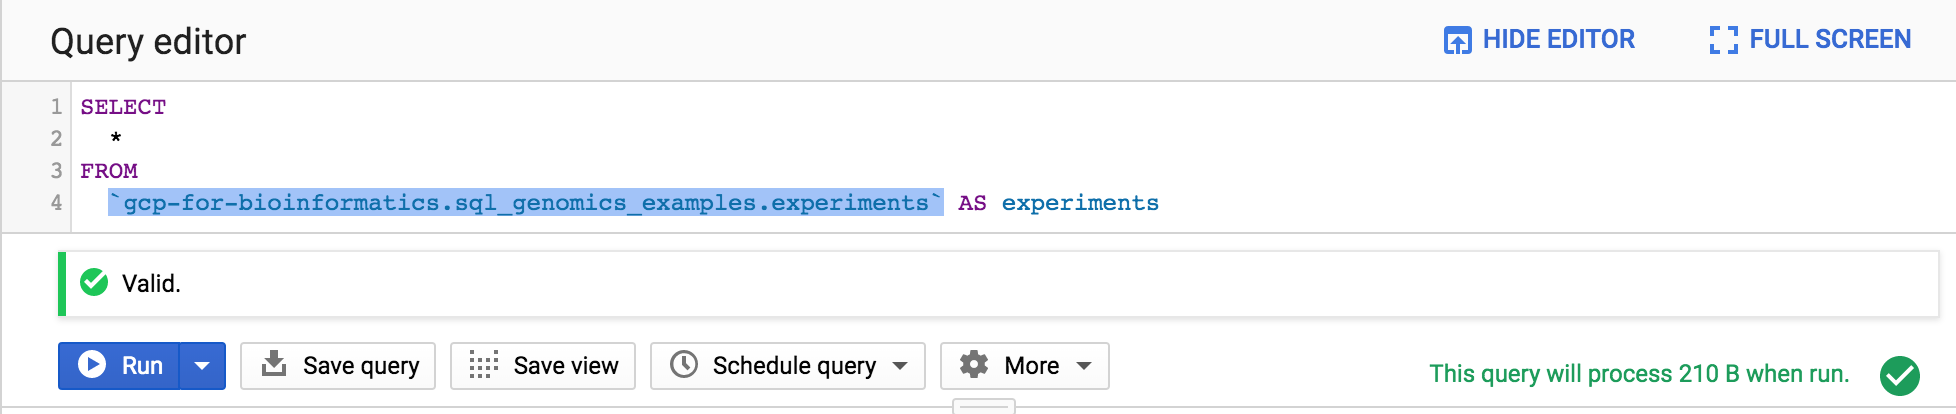 Query editor
HIDE EDITOR
FULL SCREEN
1 SELECT
2 *
3 FROM
4 `gcp-for-bioinformatics.sql_genomics_examples.experiments` AS experiments
Valid.
Run
Save query
Save view
Schedule query
More
This query will process 210 B when run.